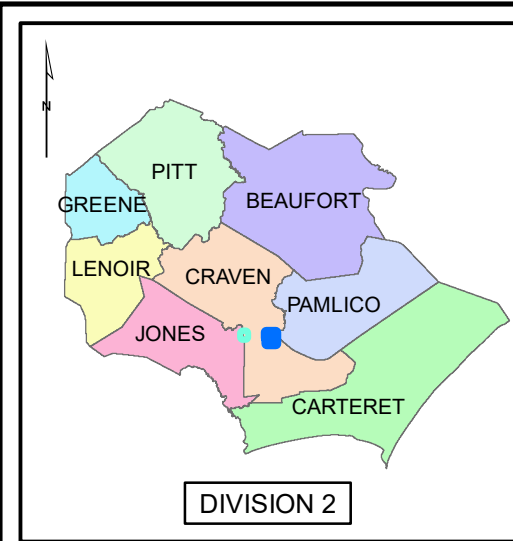 N
PITT
GREENE
BEAUFORT
LENOIR
CRAVEN
PAMLICO
JONES
CARTERET
DIVISION 2